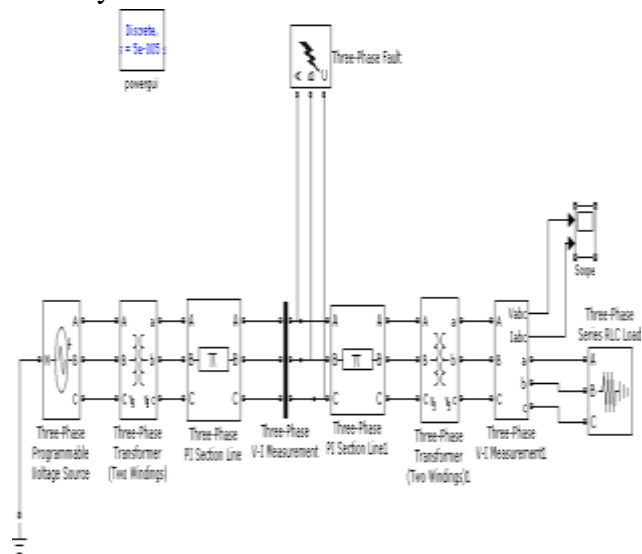 Discrete,
s = 5e-005 s
powergui
Three-Phase Fault
A B C
Scope
Three-Phase
Series RLC Load
Vabc
Iabc
A A a A A A A a A
a A
N B B b B B B B b B
b B
C C c C C C C c C
c C
Three-Phase
Programmable
Voltage Source
Three-Phase
Transformer
(Two Windings)
Three-Phase
PI Section Line
Three-Phase
V-I Measurement
Three-Phase
PI Section Line1
Three-Phase
Transformer
(Two Windings)1
Three-Phase
V-I Measurement1